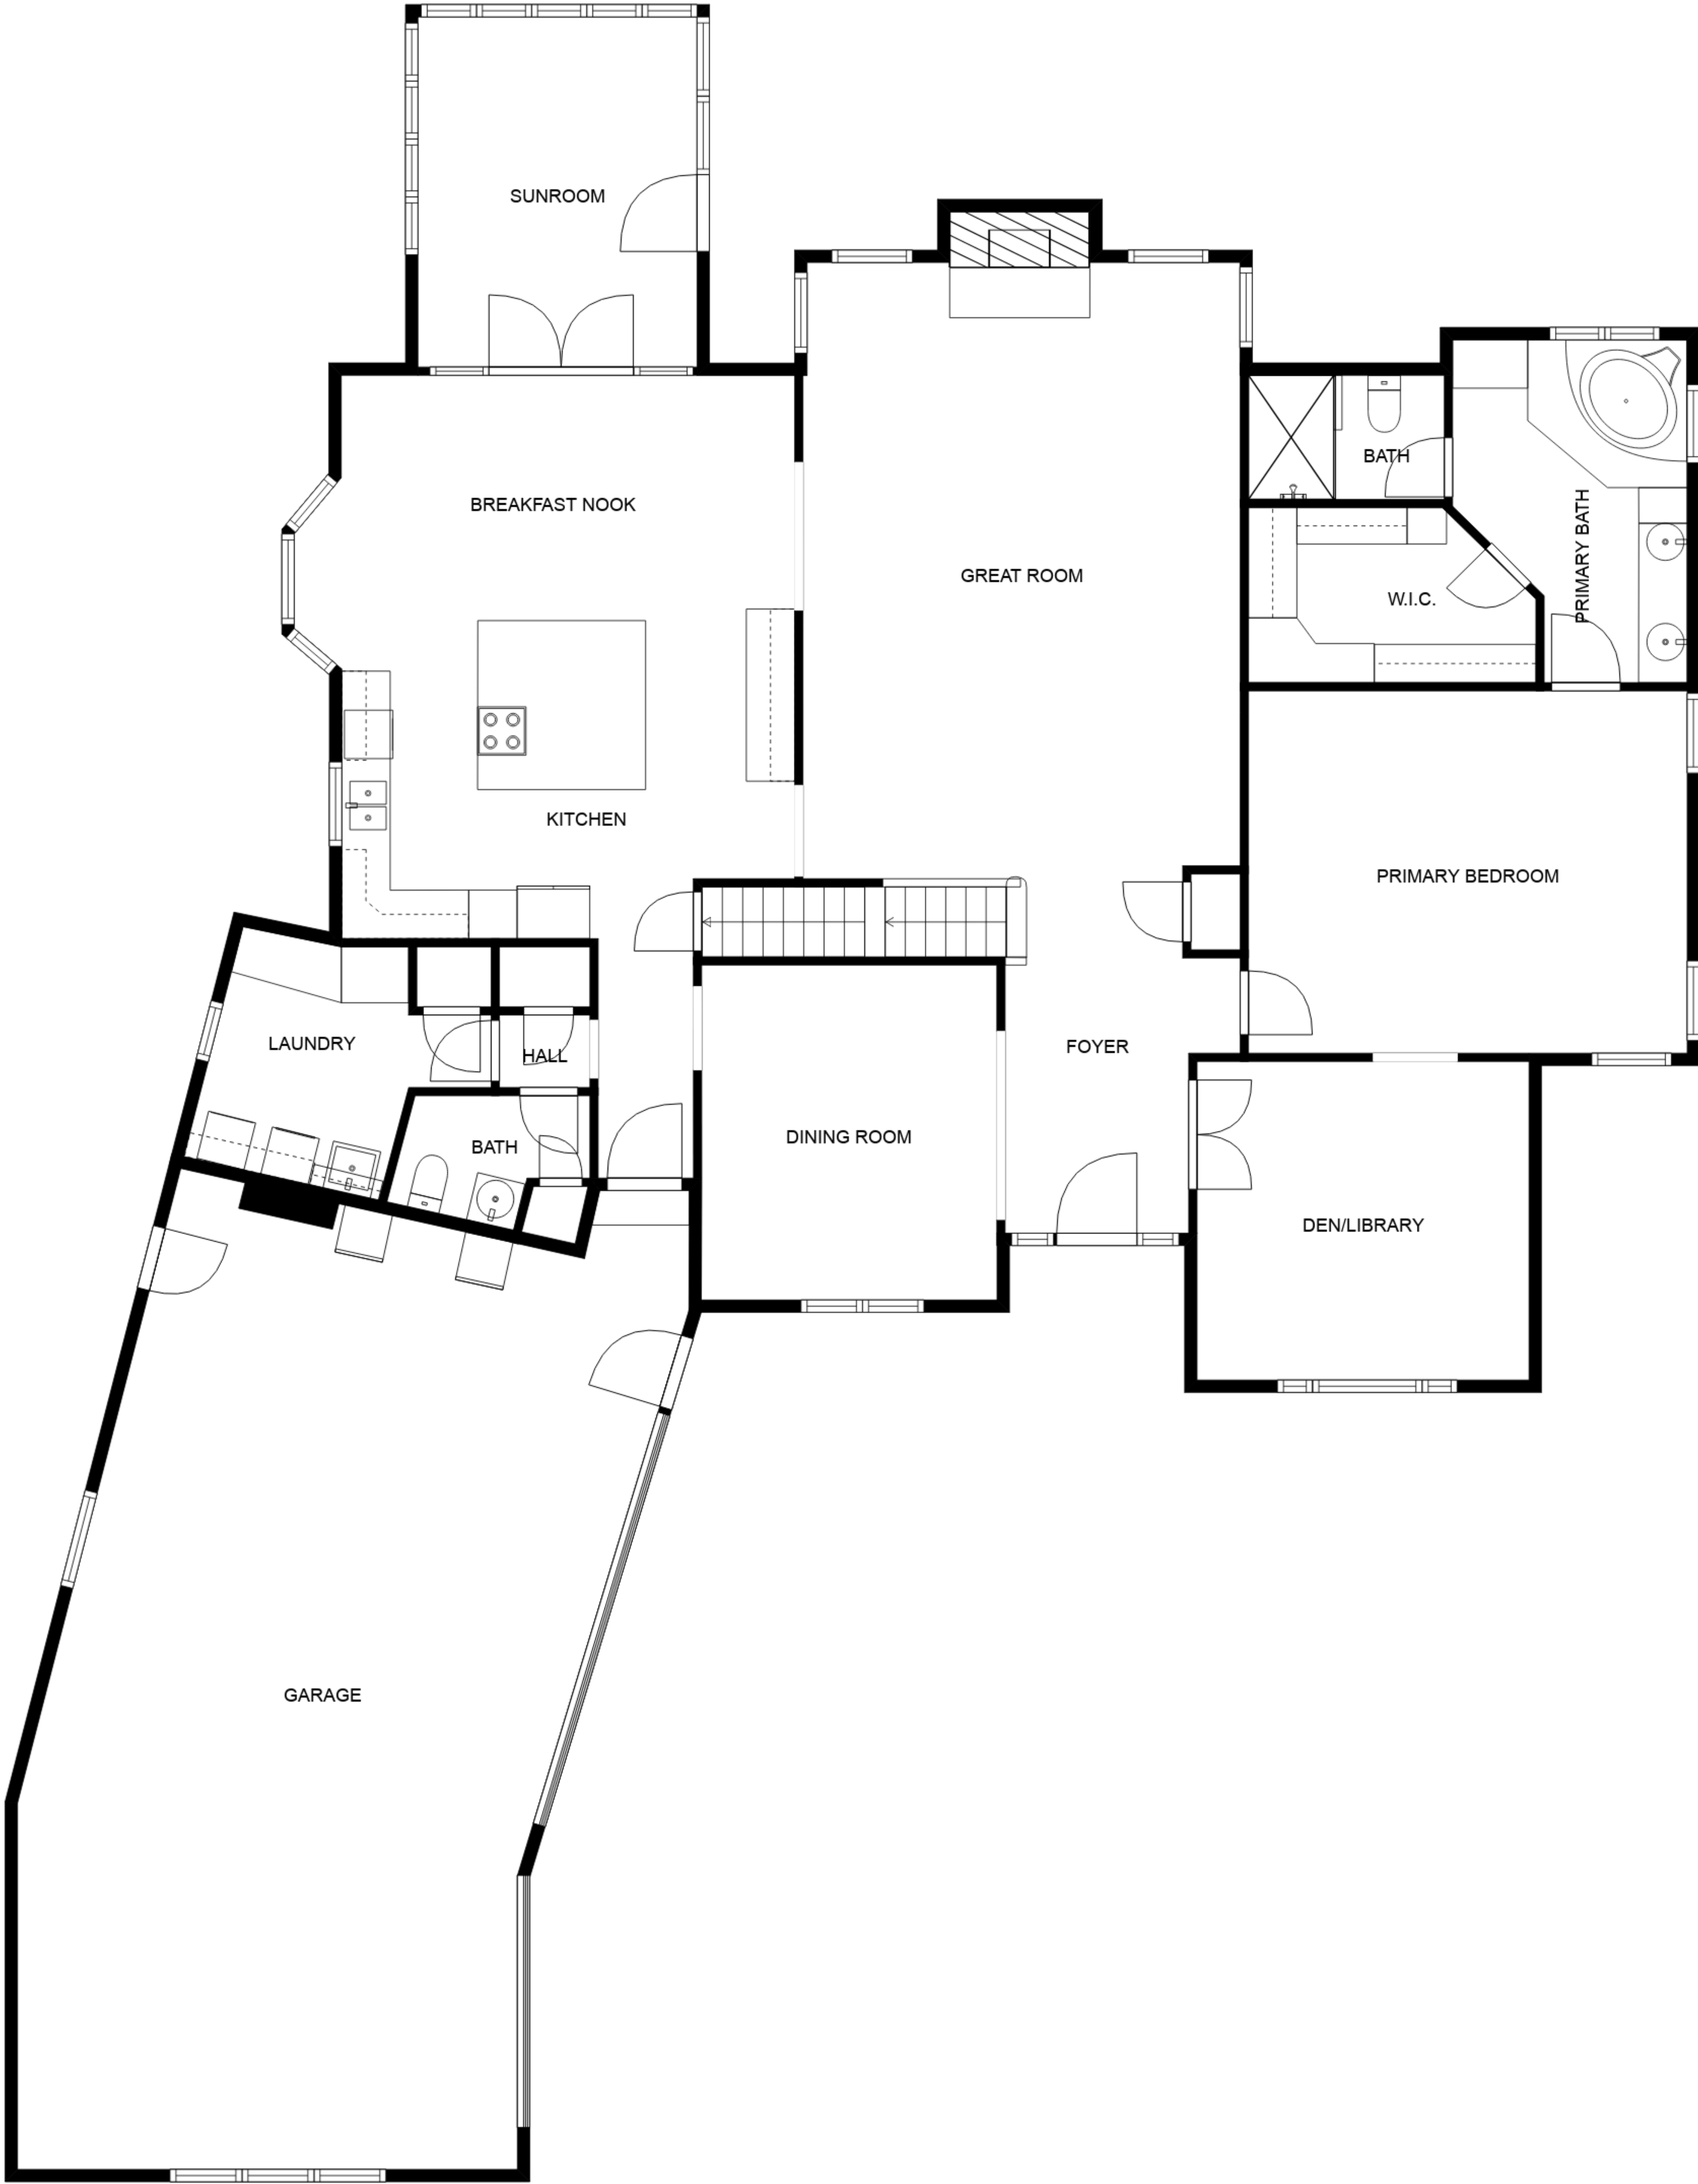 SUNROOM
BATH
BREAKFAST NOOK
PRIMARY BATH
GREAT ROOM
W.I.C.
KITCHEN
PRIMARY BEDROOM
LAUNDRY
HALL
FOYER
DINING ROOM
BATH
DEN/LIBRARY
GARAGE